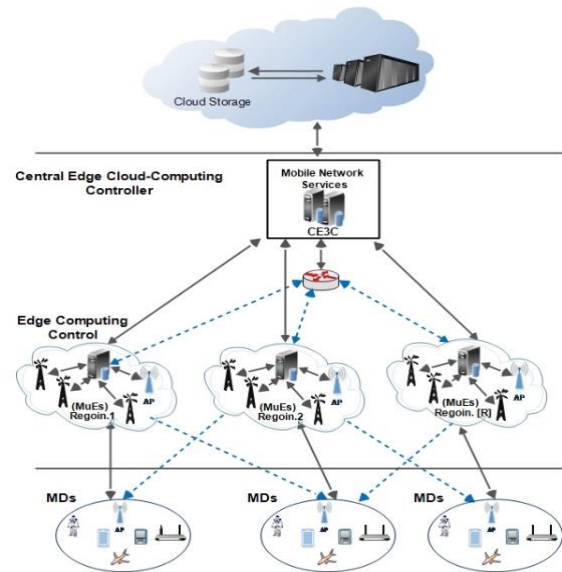 Cloud Storage
Central Edge Cloud-Computing
Controller
Mobile Network
Services
CE3C
Edge Computing
Control
AP
(MuEs)
Regoin.1
AP
(MuEs)
Regoin.2
AP
(MuEs)
Regoin. [R]
MDs
AP
MDs
AP
MDs
AP